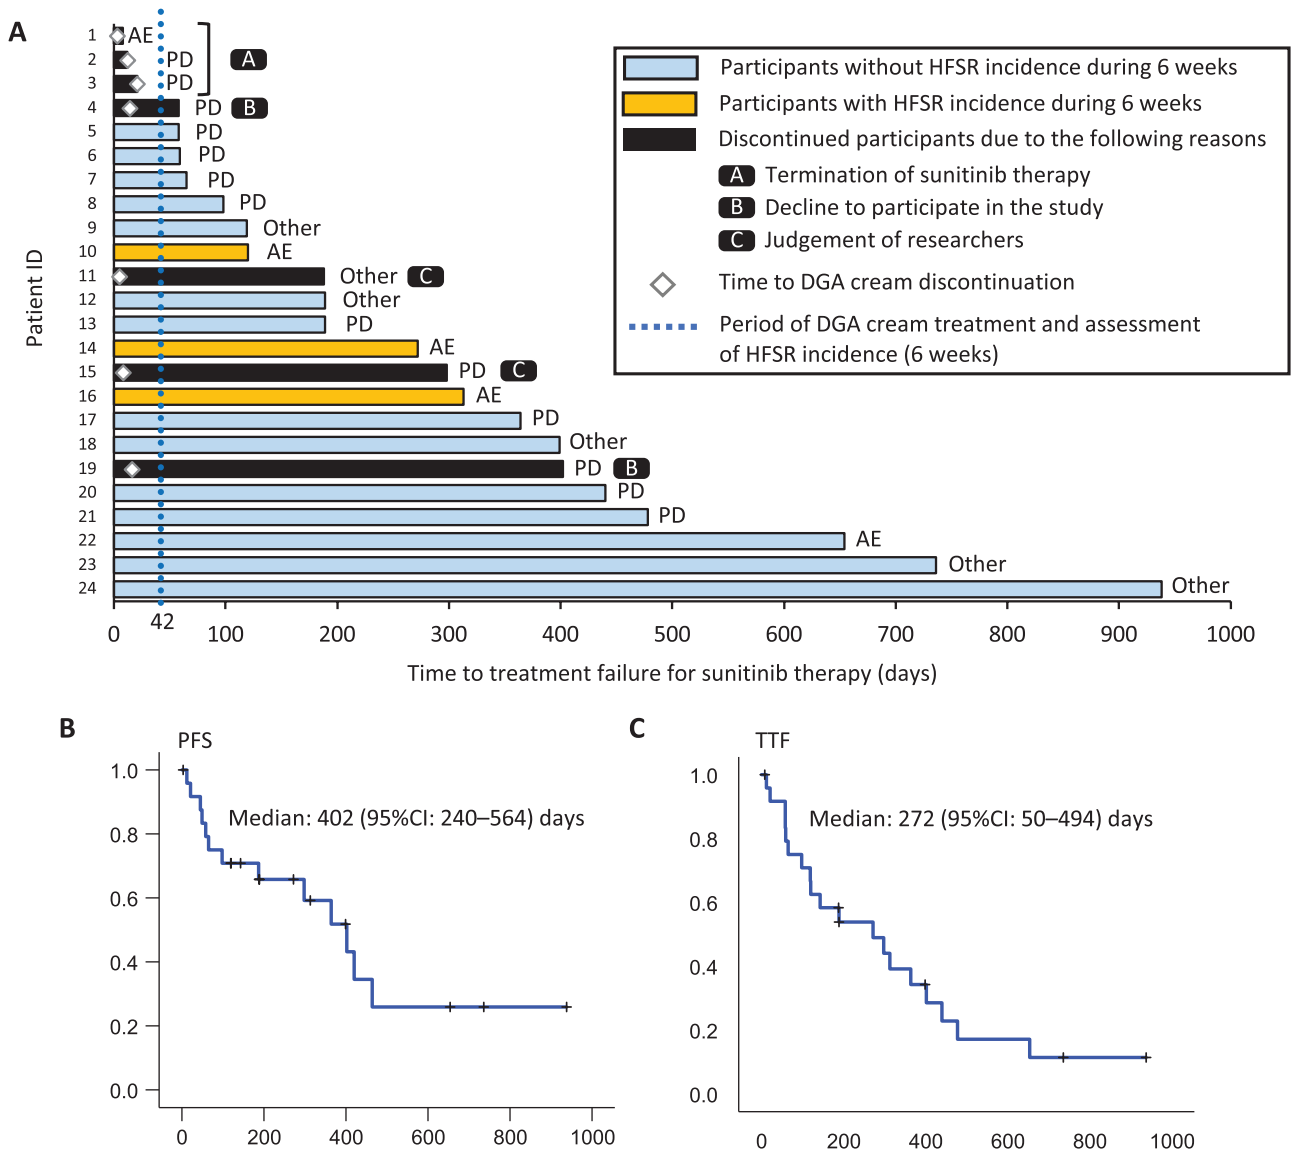 A
1 AE
2 PD A
3 PD
4 PD B
5 PD
6 PD
7 PD
8 PD
9 Other
10 AE
11 Other C
12 Other
13 PD
14 AE
15 PD C
16 AE
17 PD
18 Other
19 PD B
20 PD
21 PD
22 AE
23 Other
24 Other
Patient ID
42
0 100 200 300 400 500 600 700 800 900 1000
Time to treatment failure for sunitinib therapy (days)
Participants without HFSR incidence during 6 weeks
Participants with HFSR incidence during 6 weeks
Discontinued participants due to the following reasons
A Termination of sunitinib therapy
B Decline to participate in the study
C Judgement of researchers
Time to DGA cream discontinuation
Period of DGA cream treatment and assessment
of HFSR incidence (6 weeks)
B
PFS
Median: 402 (95%CI: 240–564) days
1.0
0.8
0.6
0.4
0.2
0.0
0 200 400 600 800 1000
C
TTF
Median: 272 (95%CI: 50–494) days
1.0
0.8
0.6
0.4
0.2
0.0
0 200 400 600 800 1000